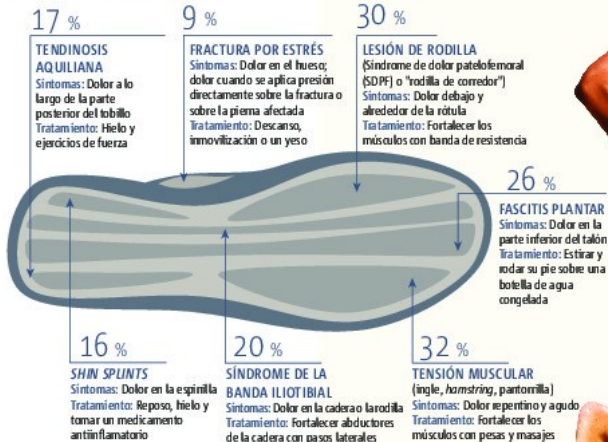 17 %
TENDINOSIS
AQUILIANA
Síntomas: Dolor a lo
largo de la parte
posterior del tobillo
Tratamiento: Hielo y
ejercicios de fuerza
9 %
FRACTURA POR ESTRÉS
Síntomas: Dolor en el hueso;
dolor cuando se aplica presión
directamente sobre la fractura o
sobre la pierna afectada
Tratamiento: Descanso,
inmovilización o un yeso
30 %
LESIÓN DE RODILLA
(Síndrome de dolor patelofemoral
(SDPF) o "rodilla de corredor")
Síntomas: Dolor debajo y
alrededor de la rótula
Tratamiento: Fortalecer los
músculos con banda de resistencia
26 %
FASCITIS PLANTAR
Síntomas: Dolor en la
parte inferior del talón
Tratamiento: Estirar y
rodar su pie sobre una
botella de agua
congelada
16 %
SHIN SPLINTS
Síntomas: Dolor en la espinilla
Tratamiento: Reposo, hielo y
tomar un medicamento
antiinflamatorio
20 %
SÍNDROME DE LA
BANDA ILIOTIBIAL
Síntomas: Dolor en la cadera o la rodilla
Tratamiento: Fortalecer abductores
de la cadera con pasos laterales
32 %
TENSIÓN MUSCULAR
(ingle, hamstring, pantorrilla)
Síntomas: Dolor repentino y agudo
Tratamiento: Fortalecer los
músculos con pesas y masajes